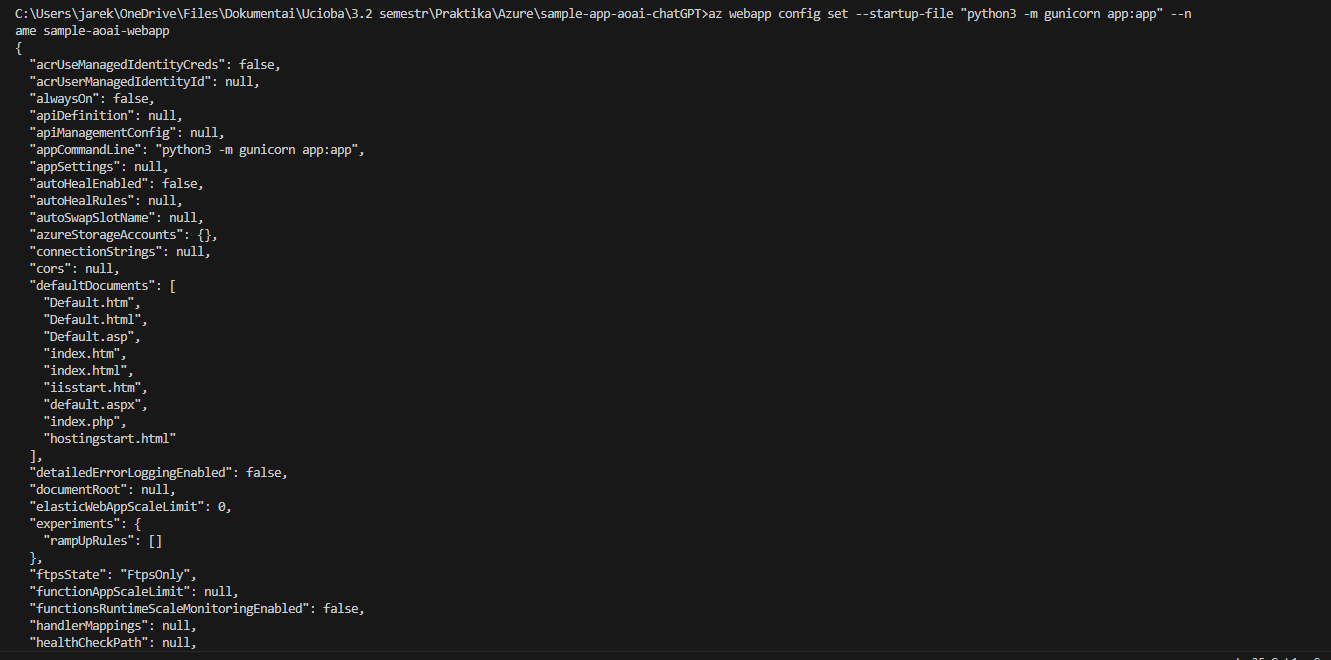 C:\Users\jarek\OneDrive\Files\Dokumentai\Ucioba\3.2 semestr\Praktika\Azure\sample-app-aoai-chatGPT>az webapp config set --startup-file "python3 -m gunicorn app:app" --n
ame sample-aoai-webapp
{
  "acrUseManagedIdentityCreds": false,
  "acrUserManagedIdentityId": null,
  "alwaysOn": false,
  "apiDefinition": null,
  "apiManagementConfig": null,
  "appCommandLine": "python3 -m gunicorn app:app",
  "appSettings": null,
  "autoHealEnabled": false,
  "autoHealRules": null,
  "autoSwapSlotName": null,
  "azureStorageAccounts": {},
  "connectionStrings": null,
  "cors": null,
  "defaultDocuments": [
    "Default.htm",
    "Default.html",
    "Default.asp",
    "index.htm",
    "index.html",
    "iisstart.htm",
    "default.aspx",
    "index.php",
    "hostingstart.html"
  ],
  "detailedErrorLoggingEnabled": false,
  "documentRoot": null,
  "elasticWebAppScaleLimit": 0,
  "experiments": {
    "rampUpRules": []
  },
  "ftpsState": "FtpsOnly",
  "functionAppScaleLimit": null,
  "functionsRuntimeScaleMonitoringEnabled": false,
  "handlerMappings": null,
  "healthCheckPath": null,